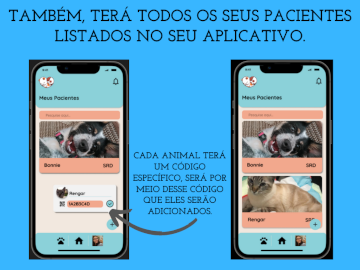 TAMBÉM, TERÁ TODOS OS SEUS PACIENTES
LISTADOS NO SEU APLICATIVO.
Meus Pacientes
Bonnie SRD
Rengar
1A2B3C4D
CADA ANIMAL TERÁ
UM CÓDIGO
ESPECÍFICO, SERÁ POR
MEIO DESSE CÓDIGO
QUE ELES SERÃO
ADICIONADOS.
Meus Pacientes
Bonnie SRD
Rengar SRD